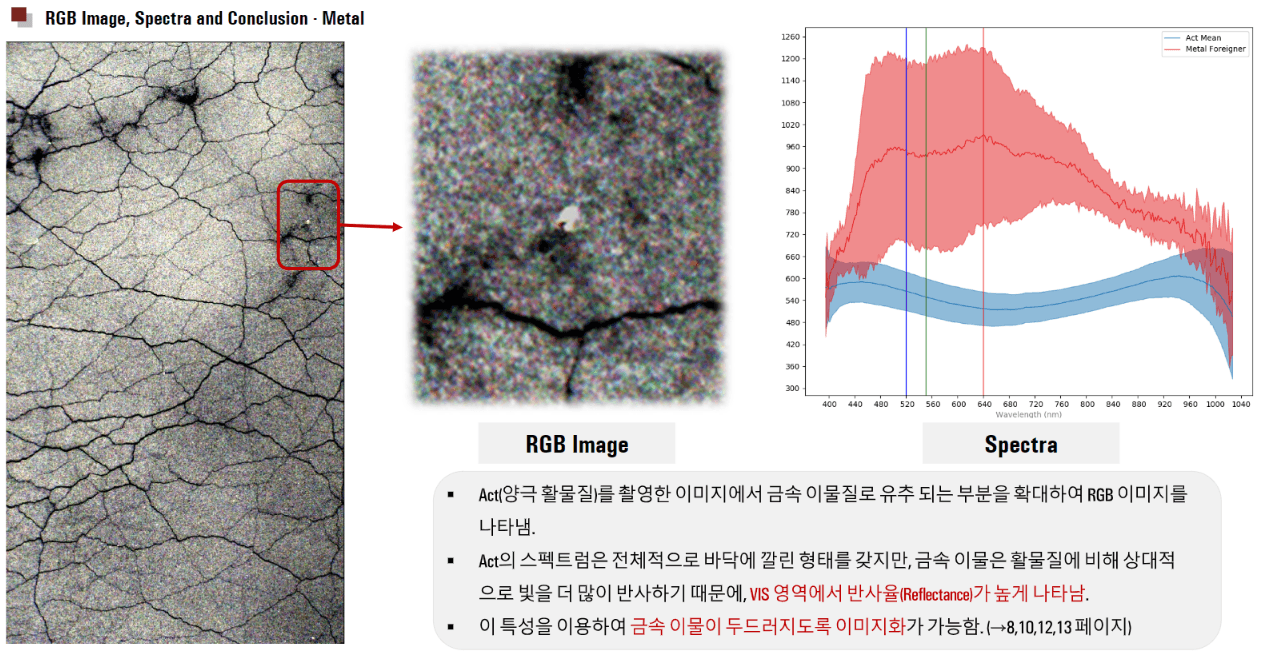 RGB Image, Spectra and Conclusion · Metal
1260
1200
1140
1080
1020
960
900
840
780
720
660
600
540
480
420
360
300
Act Mean
Metal Foreigner
400 440 480 520 560 600 640 680 720 760 800 840 880 920 960 1000 1040
Wavelength (nm)
RGB Image
Spectra
▪ Act(양극 활물질)를 촬영한 이미지에서 금속 이물질로 유추 되는 부분을 확대하여 RGB 이미지를
나타냄.
▪ Act의 스펙트럼은 전체적으로 바닥에 깔린 형태를 갖지만, 금속 이물은 활물질에 비해 상대적
으로 빛을 더 많이 반사하기 때문에, VIS 영역에서 반사율(Reflectance)가 높게 나타남.
▪ 이 특성을 이용하여 금속 이물이 두드러지도록 이미지화가 가능함. (→8,10,12,13 페이지)